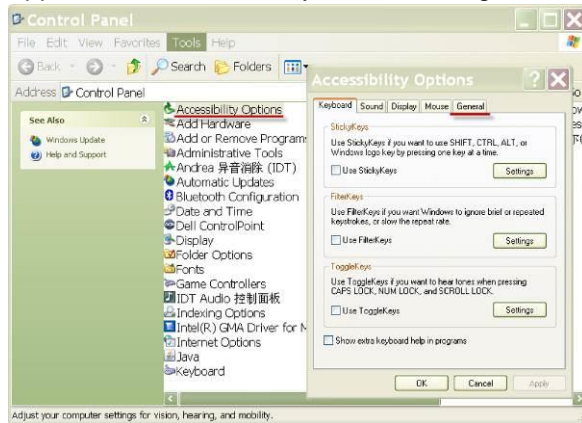 Control Panel
File Edit View Favorites Tools Help
Back Search Folders
Address Control Panel
See Also
Windows Update
Help and Support
Accessibility Options
Add Hardware
Add or Remove Programs
Administrative Tools
Andrea 异音消除 (IDT)
Automatic Updates
Bluetooth Configuration
Date and Time
Dell ControlPoint
Display
Folder Options
Fonts
Game Controllers
IDT Audio 控制面板
Indexing Options
Intel(R) GMA Driver for M
Internet Options
Java
Keyboard
Adjust your computer settings for vision, hearing, and mobility.
Accessibility Options
Keyboard Sound Display Mouse General
StickyKeys
Use StickyKeys if you want to use SHIFT, CTRL, ALT, or
Windows logo key by pressing one key at a time.
Use StickyKeys Settings
FilterKeys
Use FilterKeys if you want Windows to ignore brief or repeated
keystrokes, or slow the repeat rate.
Use FilterKeys Settings
ToggleKeys
Use ToggleKeys if you want to hear tones when pressing
CAPS LOCK, NUM LOCK, and SCROLL LOCK.
Use ToggleKeys Settings
Show extra keyboard help in programs
OK Cancel Apply